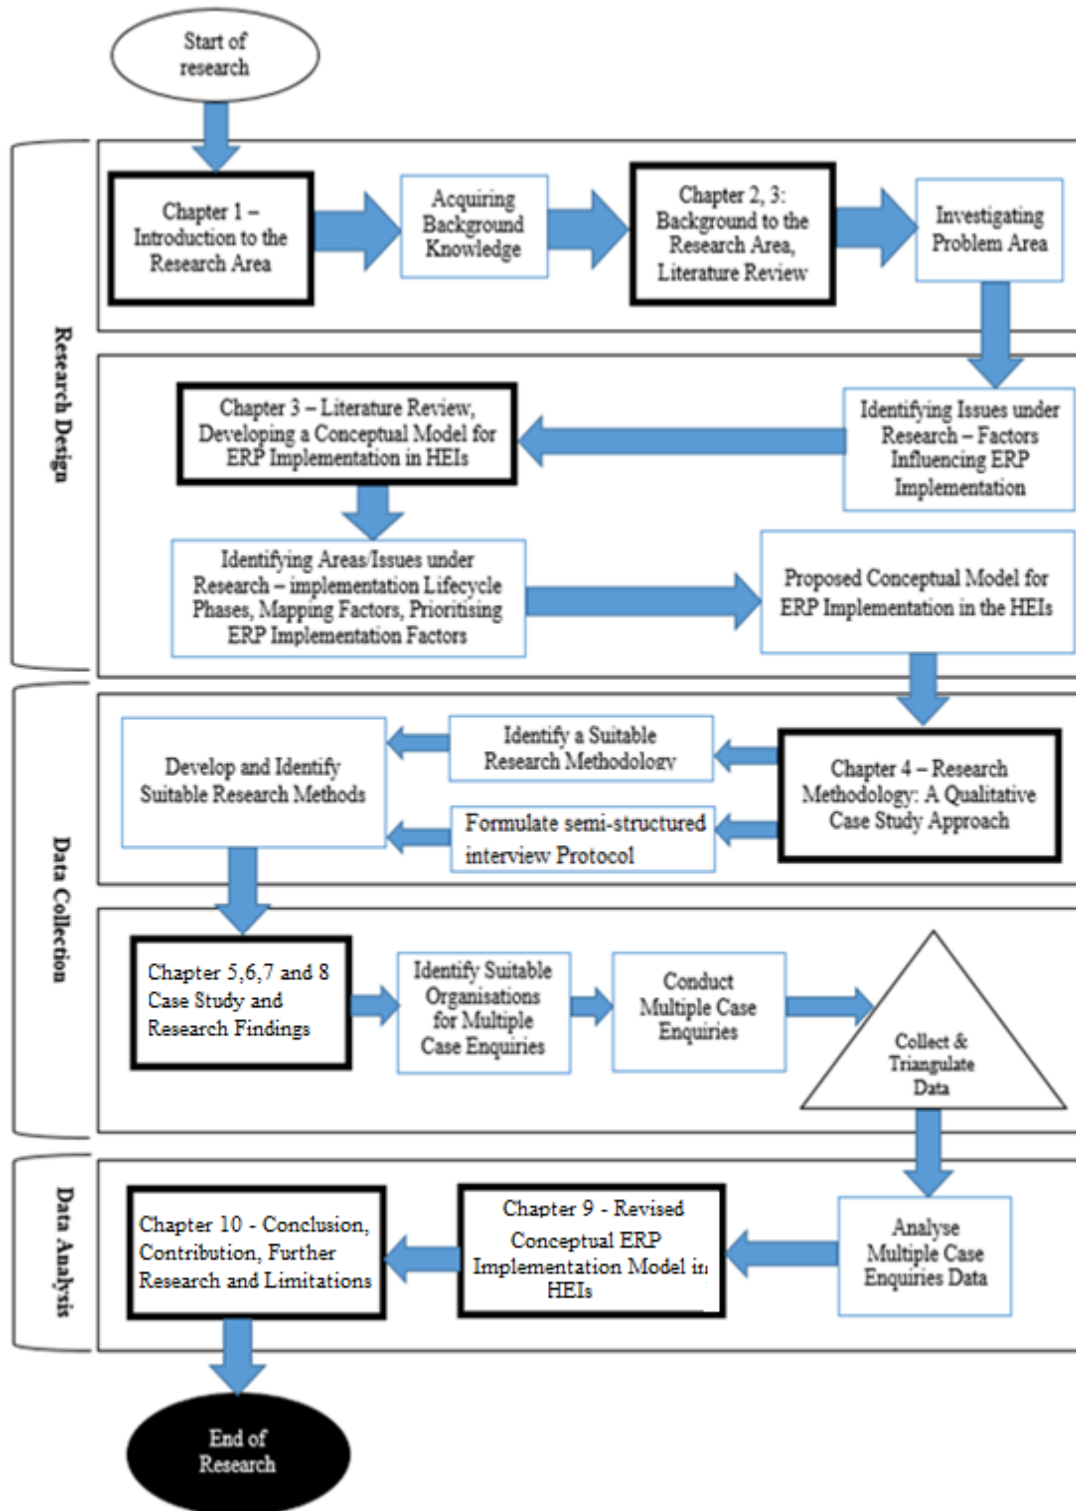 Start of
research
Research Design
Chapter 1 –
Introduction to the
Research Area
Acquiring
Background
Knowledge
Chapter 2, 3:
Background to the
Research Area,
Literature Review
Investigating
Problem Area
Identifying Issues under
Research – Factors
Influencing ERP
Implementation
Chapter 3 – Literature Review,
Developing a Conceptual Model for
ERP Implementation in HEIs
Identifying Areas/Issues under
Research – implementation Lifecycle
Phases, Mapping Factors, Prioritising
ERP Implementation Factors
Proposed Conceptual Model for
ERP Implementation in the HEIs
Data Collection
Chapter 4 – Research
Methodology: A Qualitative
Case Study Approach
Identify a Suitable
Research Methodology
Formulate semi-structured
interview Protocol
Develop and Identify
Suitable Research Methods
Chapter 5,6,7 and 8
Case Study and
Research Findings
Identify Suitable
Organisations
for Multiple
Case Enquiries
Conduct
Multiple Case
Enquiries
Collect &
Triangulate
Data
Data Analysis
Analyse
Multiple Case
Enquiries Data
Chapter 9 - Revised
Conceptual ERP
Implementation Model in
HEIs
Chapter 10 - Conclusion,
Contribution, Further
Research and Limitations
End of
Research